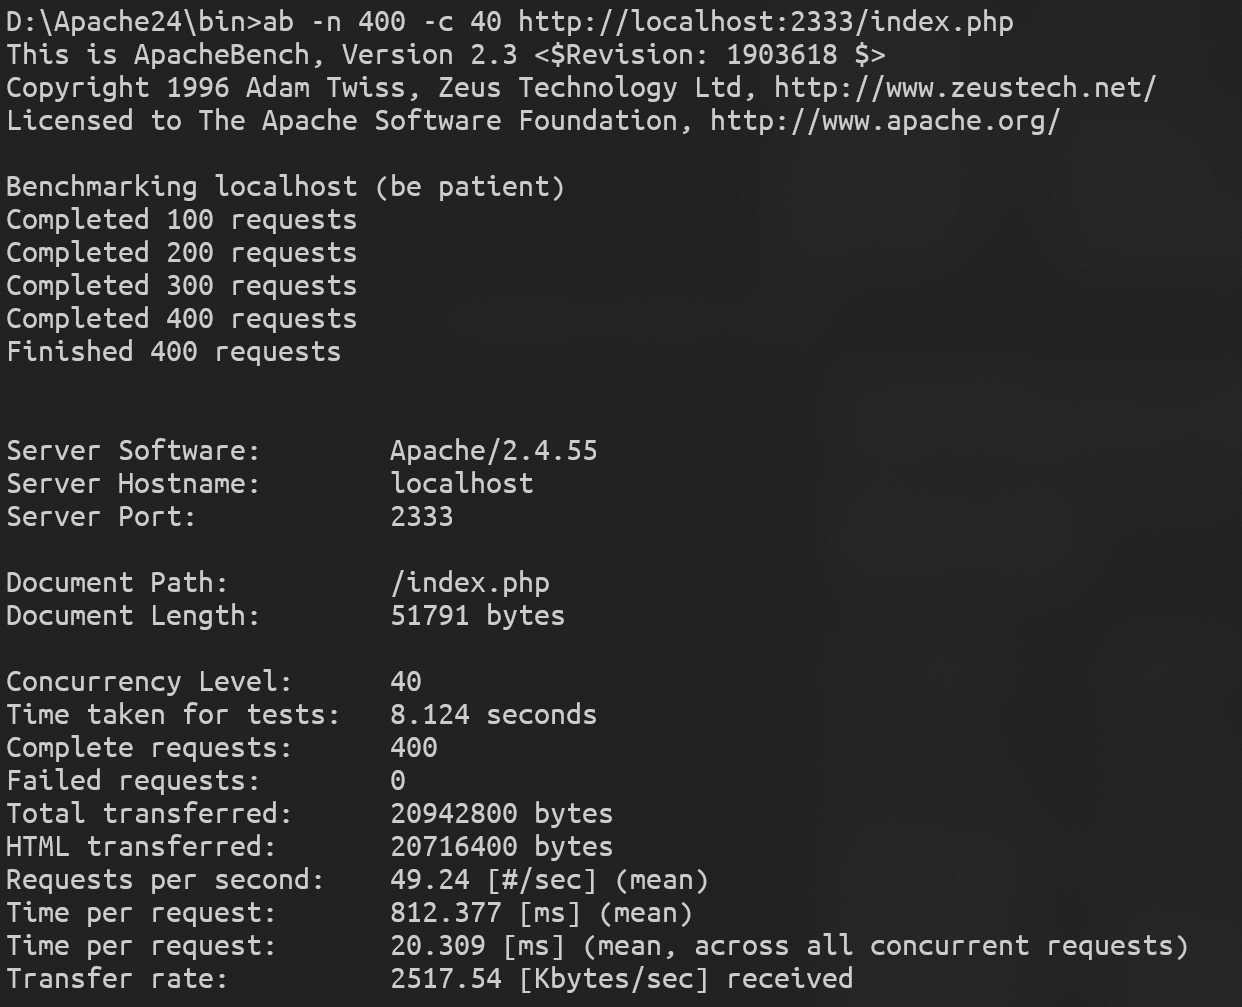 D:\Apache24\bin>ab -n 400 -c 40 http://localhost:2333/index.php
This is ApacheBench, Version 2.3 <$Revision: 1903618 $>
Copyright 1996 Adam Twiss, Zeus Technology Ltd, http://www.zeustech.net/
Licensed to The Apache Software Foundation, http://www.apache.org/

Benchmarking localhost (be patient)
Completed 100 requests
Completed 200 requests
Completed 300 requests
Completed 400 requests
Finished 400 requests


Server Software:        Apache/2.4.55
Server Hostname:        localhost
Server Port:            2333

Document Path:          /index.php
Document Length:        51791 bytes

Concurrency Level:      40
Time taken for tests:   8.124 seconds
Complete requests:      400
Failed requests:        0
Total transferred:      20942800 bytes
HTML transferred:       20716400 bytes
Requests per second:    49.24 [#/sec] (mean)
Time per request:       812.377 [ms] (mean)
Time per request:       20.309 [ms] (mean, across all concurrent requests)
Transfer rate:          2517.54 [Kbytes/sec] received